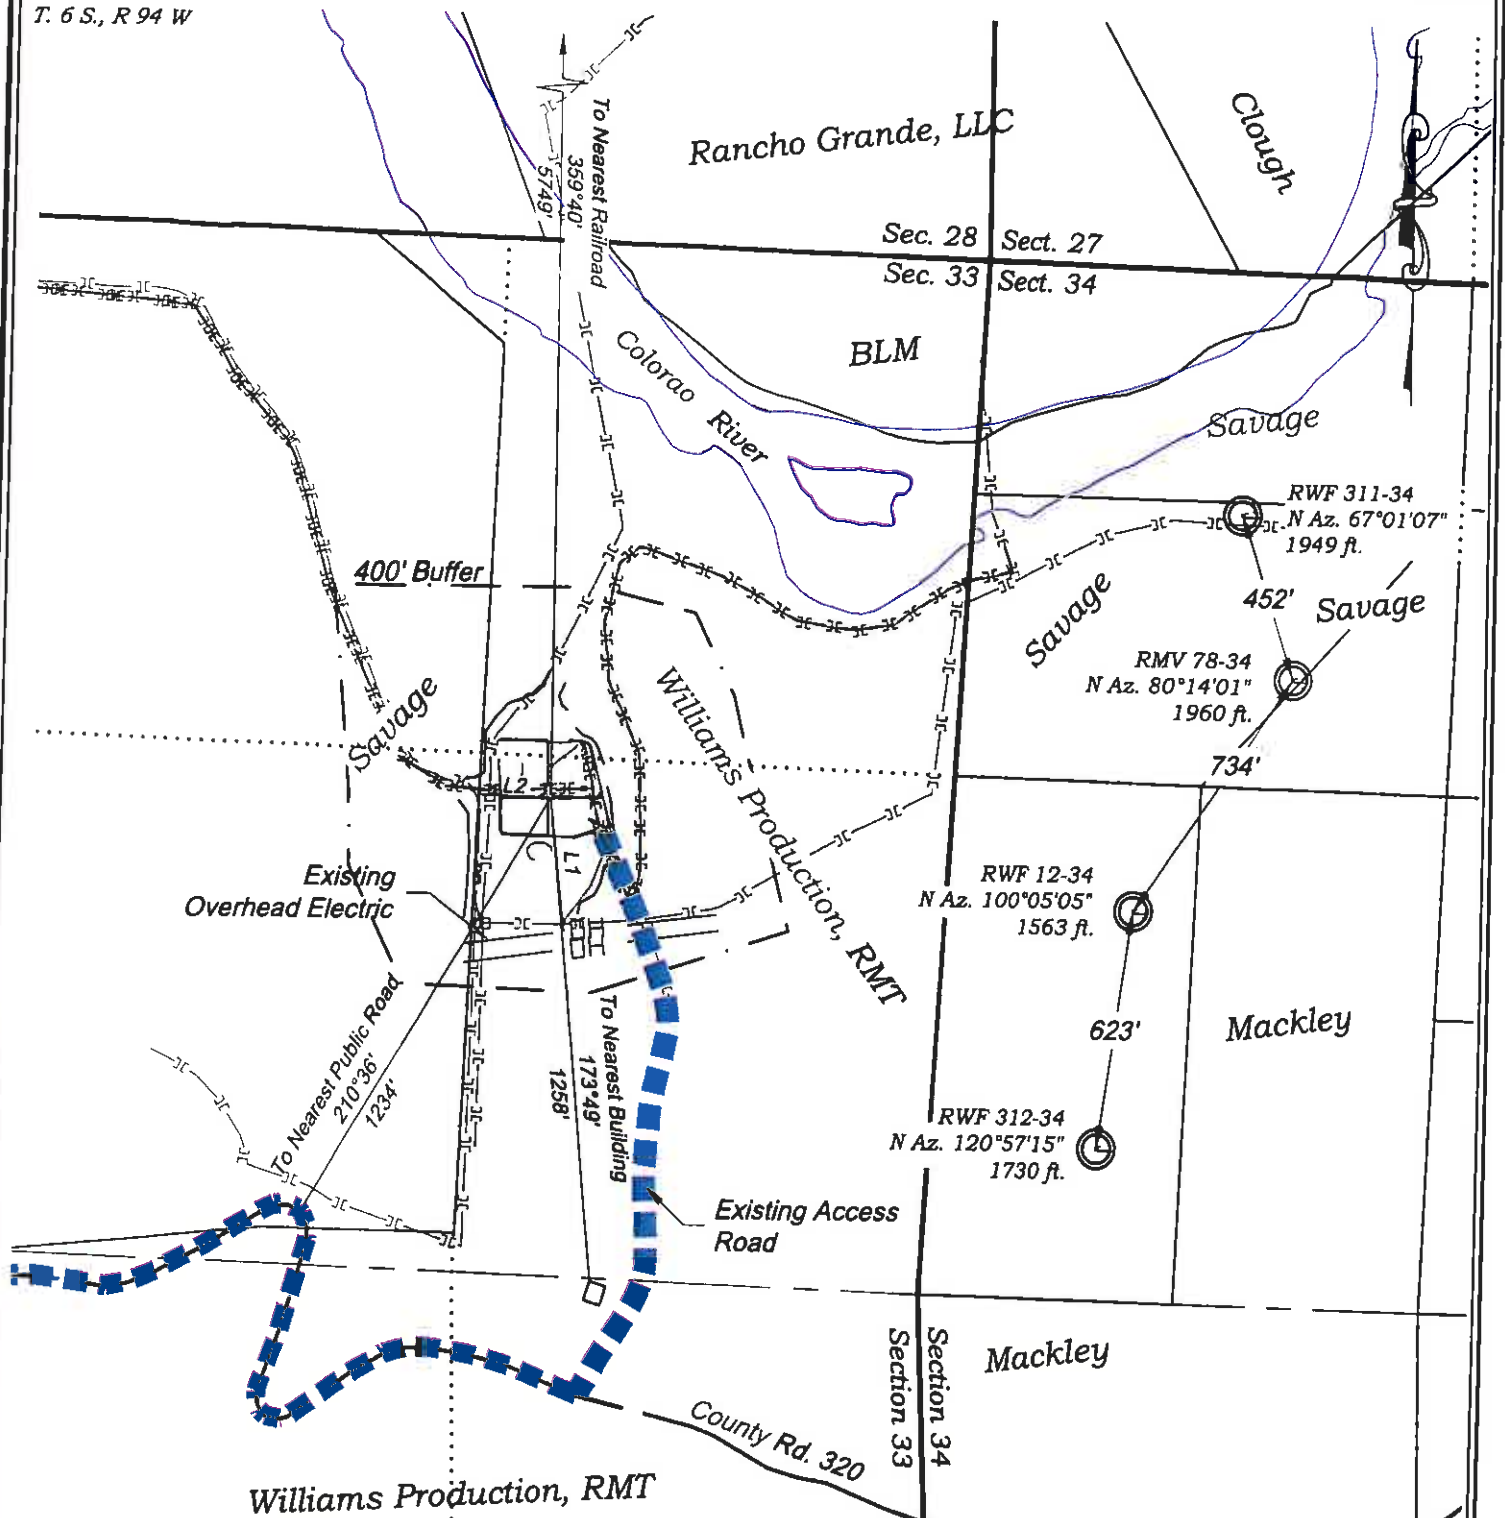 T. 6 S., R 94 W
To Nearest Railroad
359°40'
5749'
Rancho Grande, LLC
Clough
Sec. 28
Sect. 27
Sec. 33
Sect. 34
BLM
Colorao River
Savage
RWF 311-34
N Az. 67°01'07"
1949 ft.
400' Buffer
452'
Savage
Savage
RMV 78-34
N Az. 80°14'01"
1960 ft.
734'
Savage
Williams Production, RMT
L2
C
L1
Existing
Overhead Electric
RWF 12-34
N Az. 100°05'05"
1563 ft.
623'
Mackley
To Nearest Public Road
210°36'
1234'
To Nearest Building
173°49'
1258'
RWF 312-34
N Az. 120°57'15"
1730 ft.
Existing Access
Road
Section 33
Section 34
Mackley
County Rd. 320
Williams Production, RMT